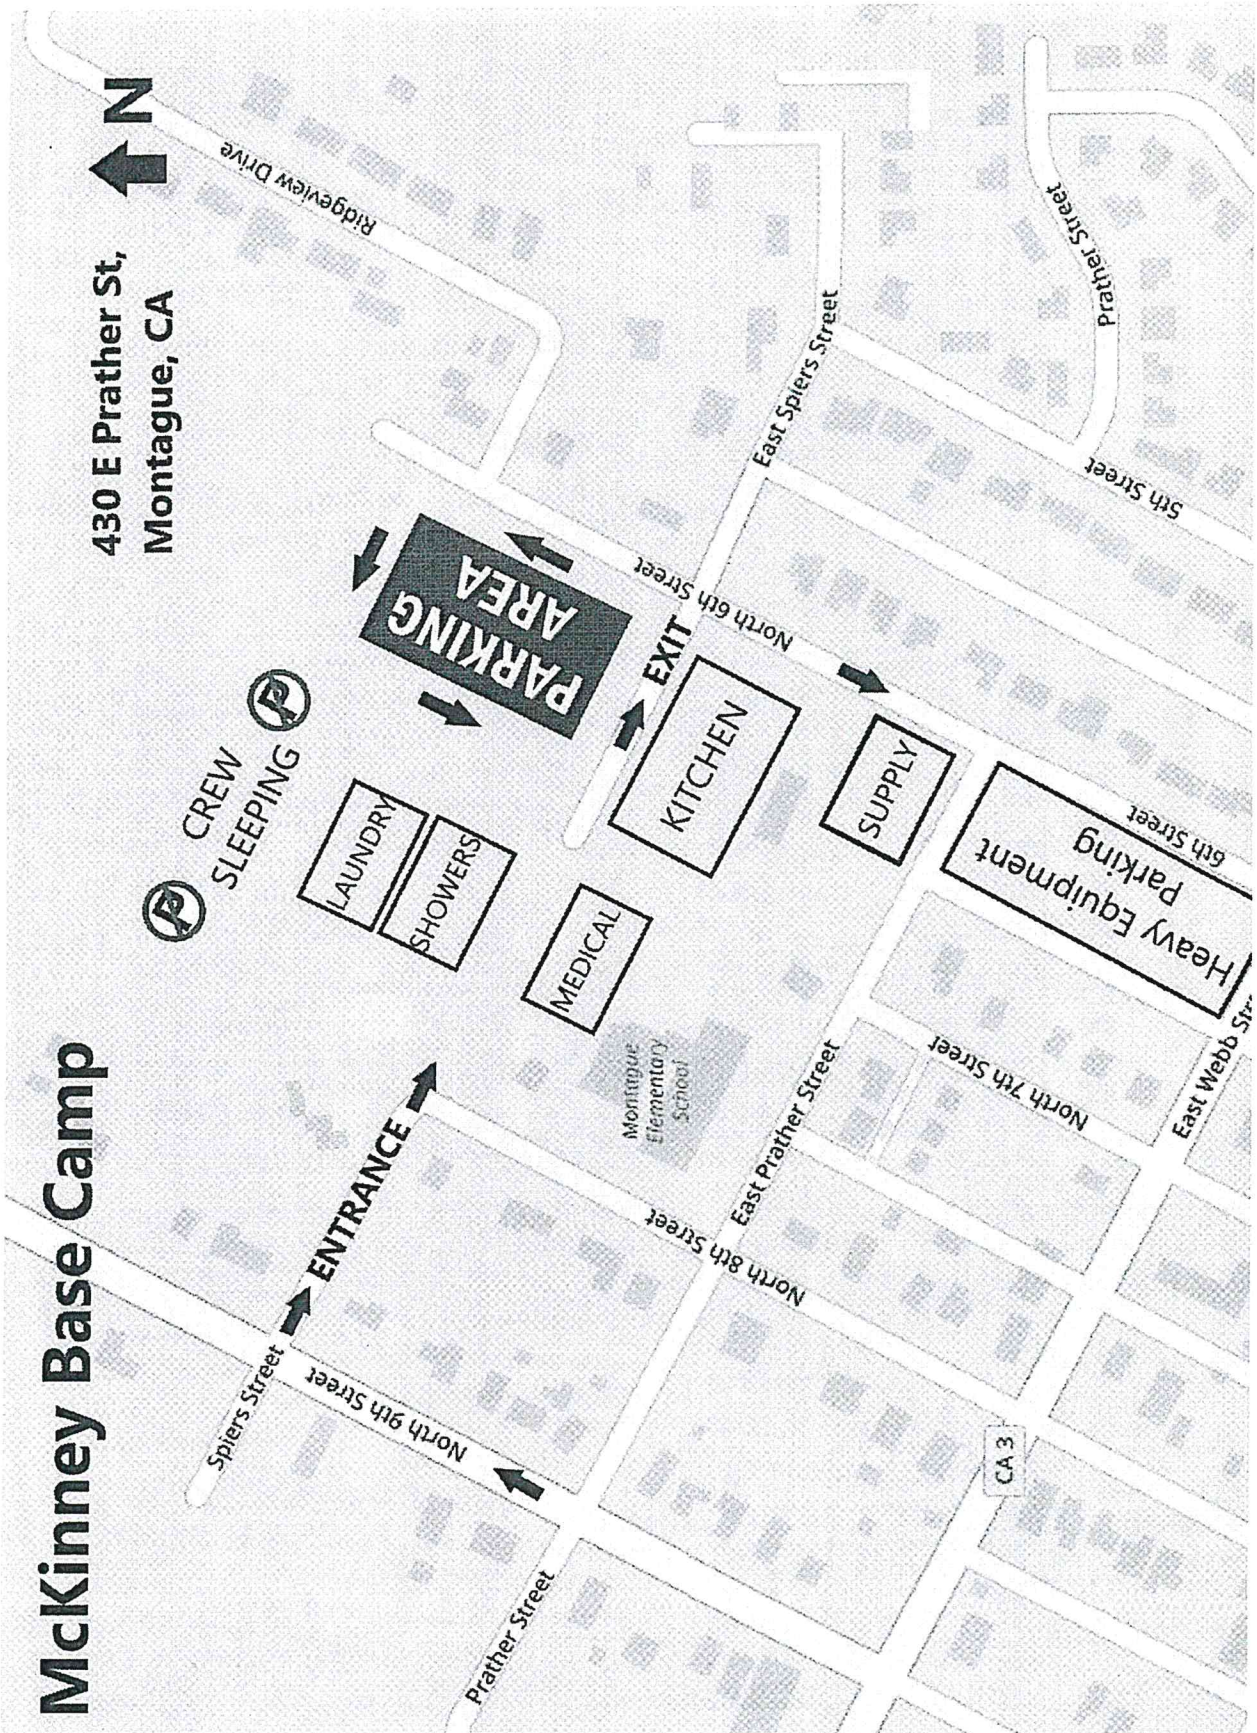 McKinney Base Camp
430 E Prather St,
Montague, CA
N
Ridgeview Drive
CREW
SLEEPING
P
P
PARKING
AREA
LAUNDRY
SHOWERS
MEDICAL
KITCHEN
SUPPLY
Heavy Equipment
Parking
ENTRANCE
EXIT
Montague
Elementary
School
Spiers Street
North 9th Street
Prather Street
North 8th Street
East Prather Street
North 7th Street
East Webb Str
CA 3
North 6th Street
6th Street
East Spiers Street
5th Street
Prather Street